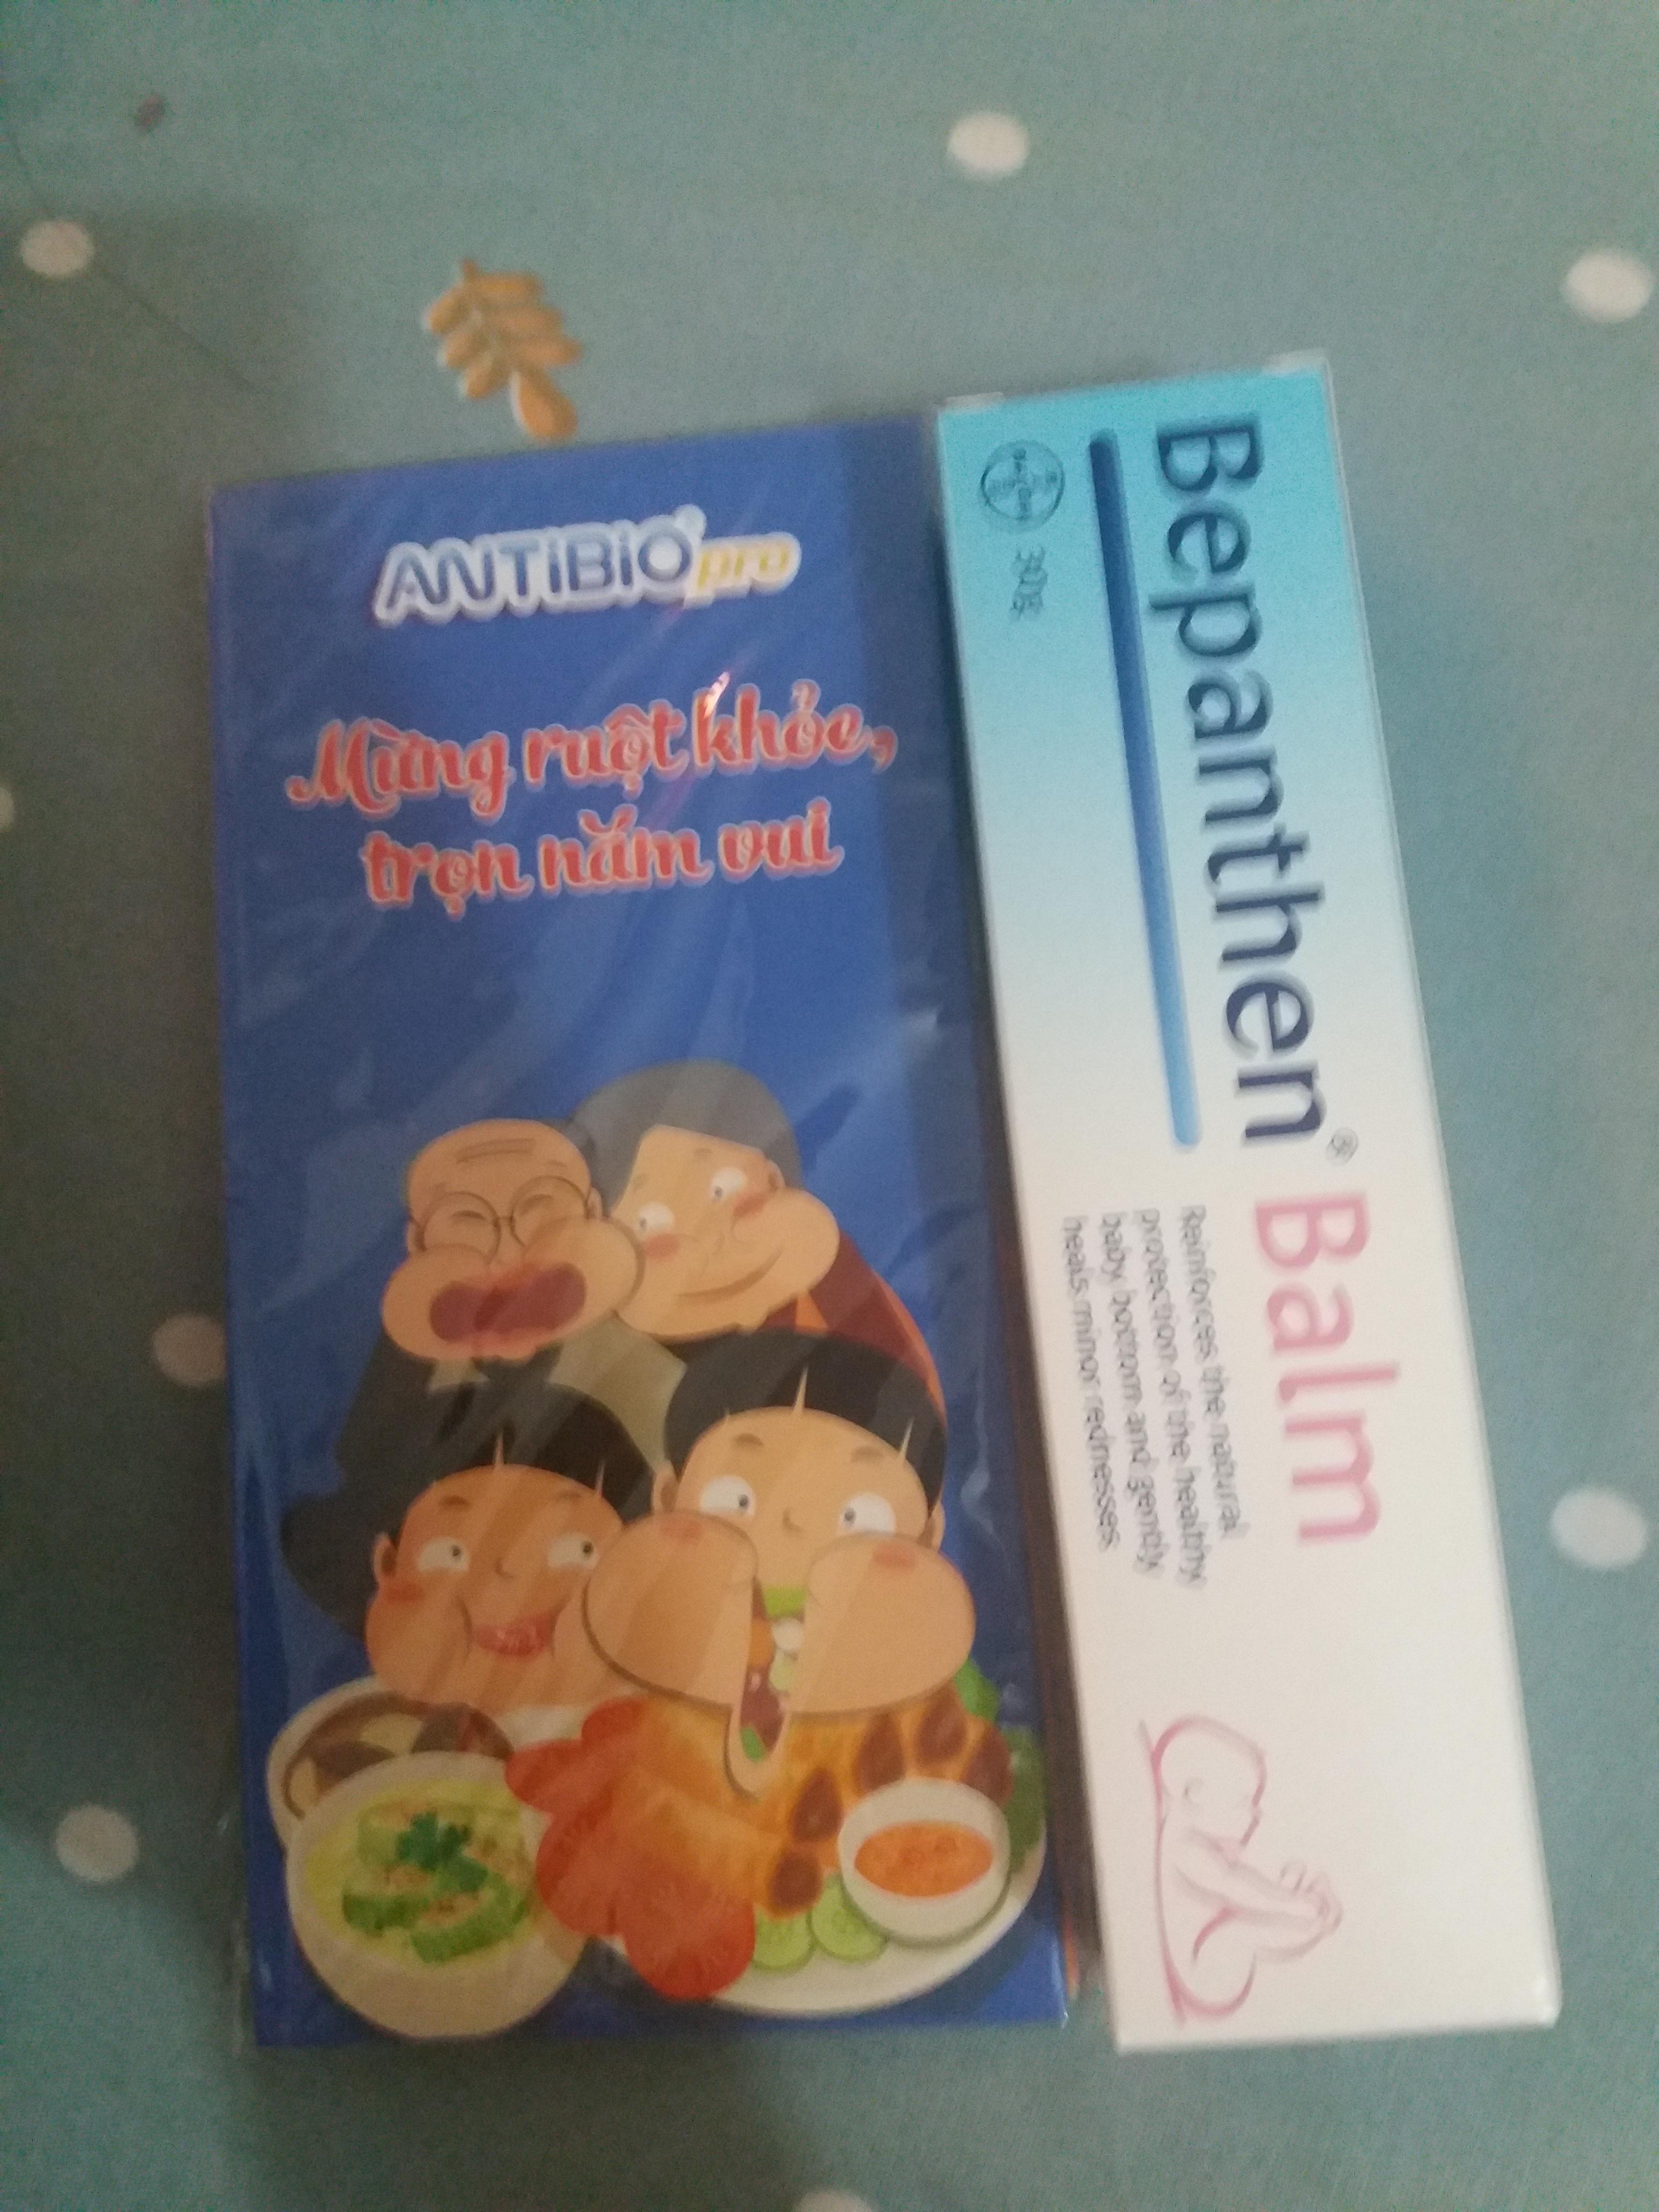 ANTIBIO® pro
Mừng ruột khỏe,
trọn năm vui
Bepanthen® Balm
Reinforces the natural
protection of the healthy
baby bottom and gently
heals minor rednesses
30g